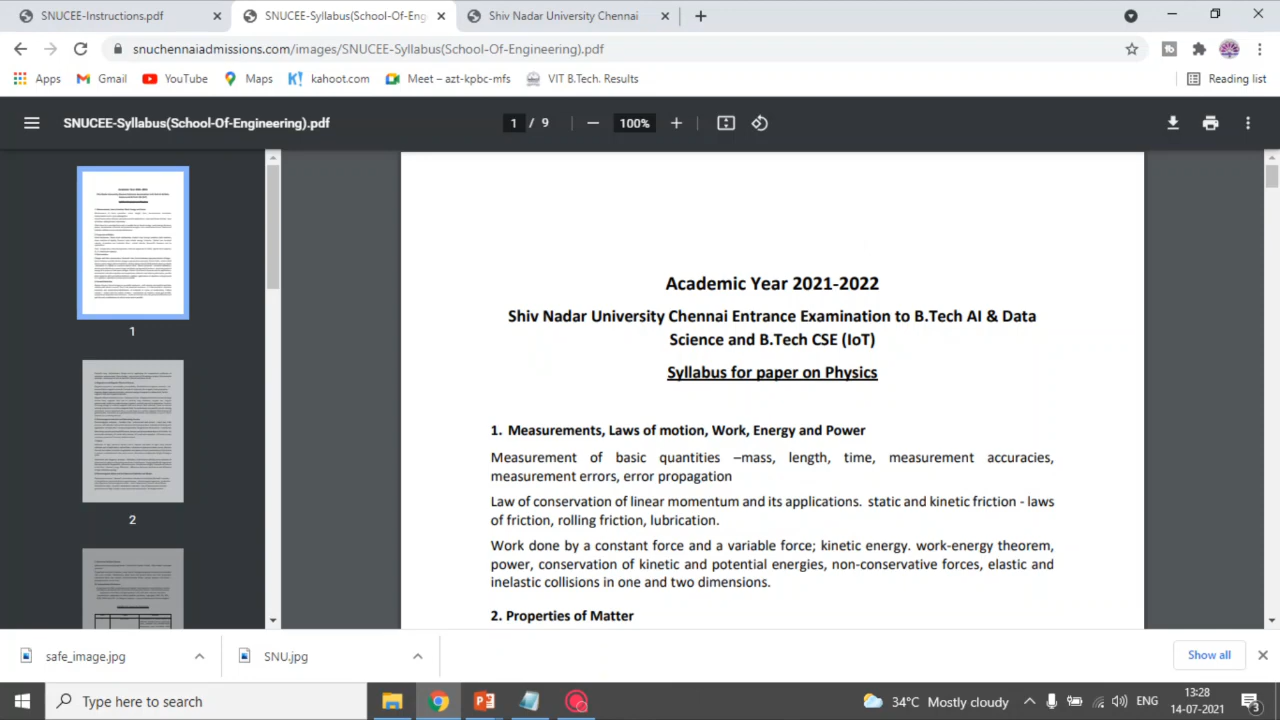 SNUCEE-Instructions.pdf
SNUCEE-Syllabus(School-Of-Eng
Shiv Nadar University Chennai
snuchennaiadmissions.com/images/SNUCEE-Syllabus(School-Of-Engineering).pdf
Apps
Gmail
YouTube
Maps
kahoot.com
Meet – azt-kpbc-mfs
VIT B.Tech. Results
Reading list
SNUCEE-Syllabus(School-Of-Engineering).pdf
1 / 9
100%
1
2
Academic Year 2021-2022
Shiv Nadar University Chennai Entrance Examination to B.Tech AI & Data
Science and B.Tech CSE (IoT)
Syllabus for paper on Physics
1. Measurements, Laws of motion, Work, Energy and Power
Measurement of basic quantities –mass, length, time, measurement accuracies,
measurement errors, error propagation
Law of conservation of linear momentum and its applications. static and kinetic friction - laws
of friction, rolling friction, lubrication.
Work done by a constant force and a variable force; kinetic energy. work-energy theorem,
power, conservation of kinetic and potential energies, non-conservative forces, elastic and
inelastic collisions in one and two dimensions.
2. Properties of Matter
safe_image.jpg
SNU.jpg
Show all
Type here to search
34°C Mostly cloudy
ENG
13:28
14-07-2021
3